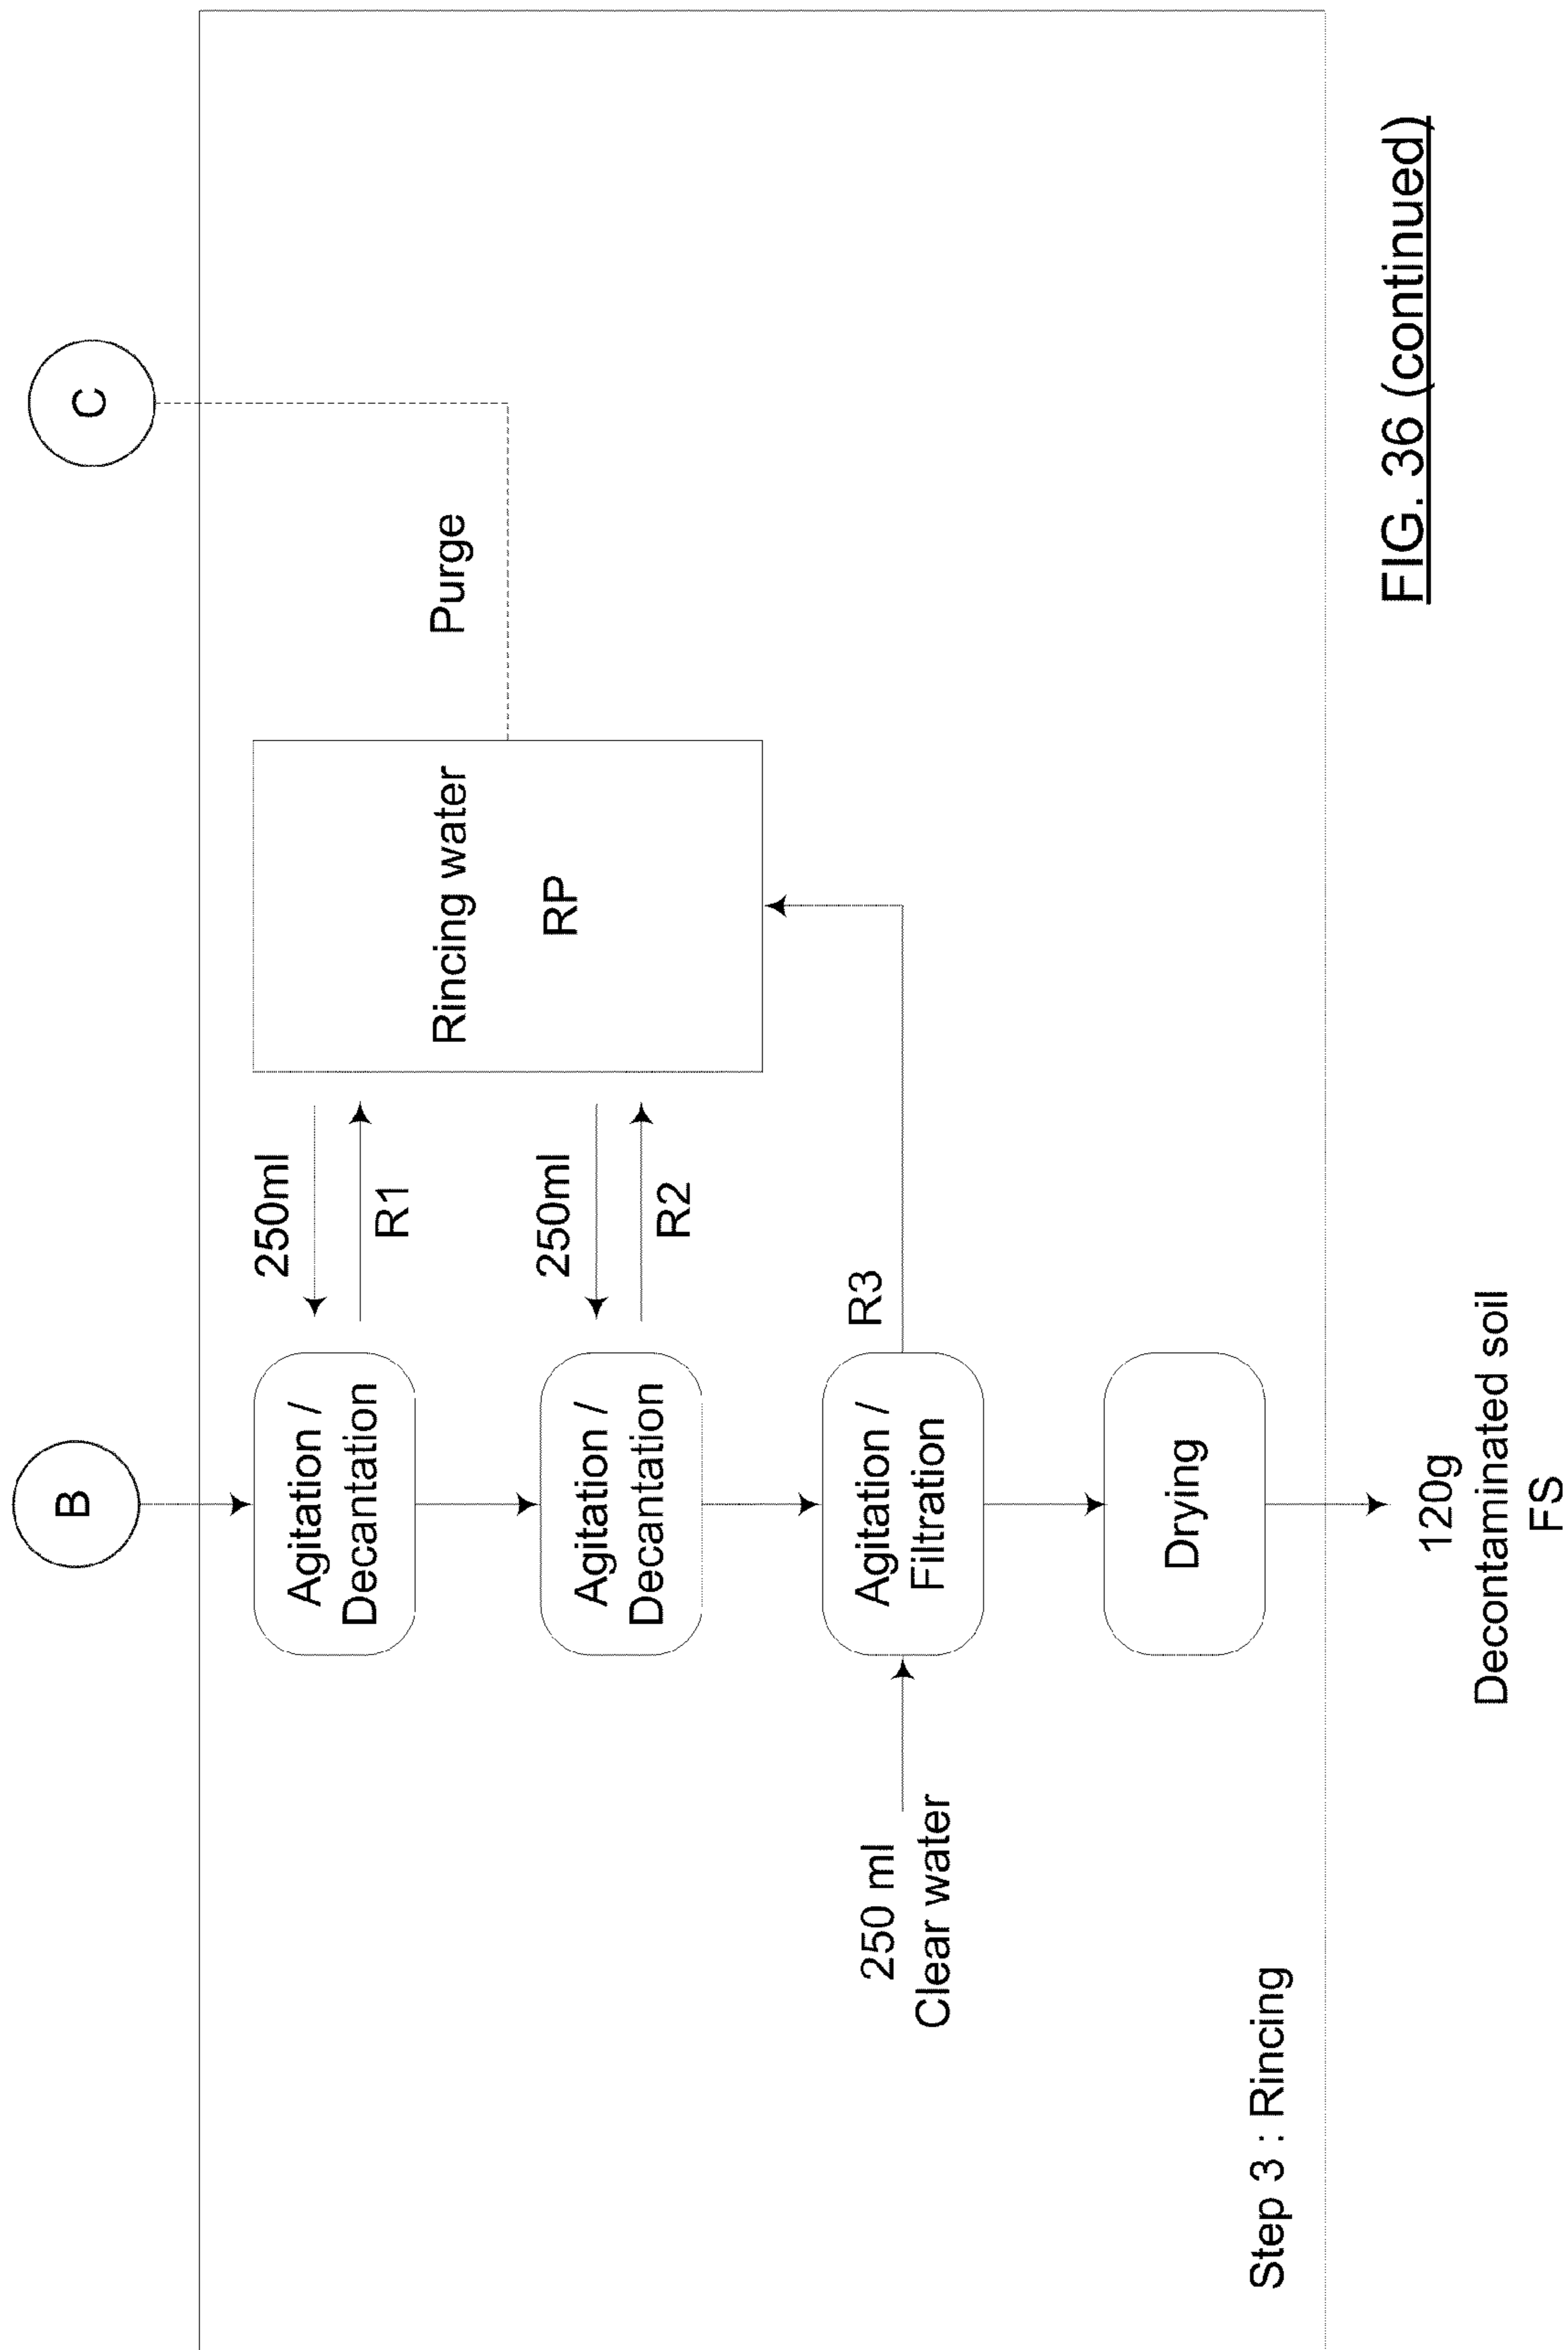 B
C
Agitation /
Decantation
250ml
R1
Rincing water
RP
Purge
Agitation /
Decantation
250ml
R2
250 ml
Clear water
Agitation /
Filtration
R3
Drying
Step 3 : Rincing
120g
Decontaminated soil
FS
FIG. 36 (continued)